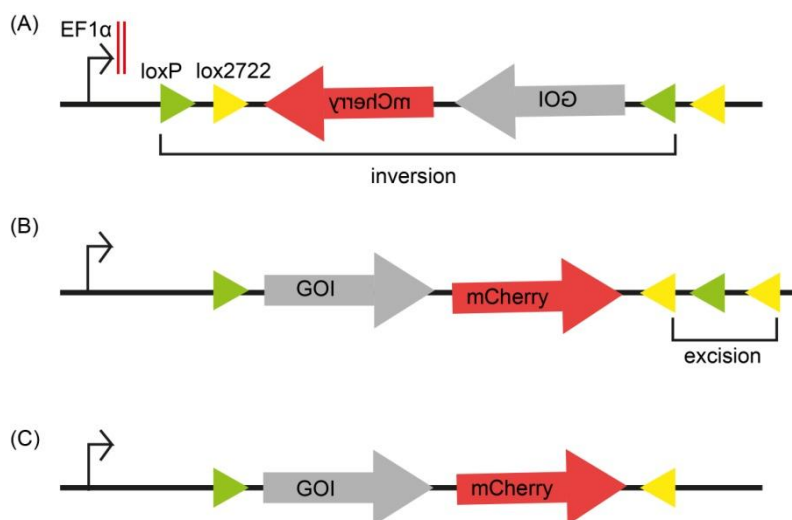 (A)
EF1α
loxP lox2722
mCherry GOI
inversion
(B)
GOI mCherry
excision
(C)
GOI mCherry